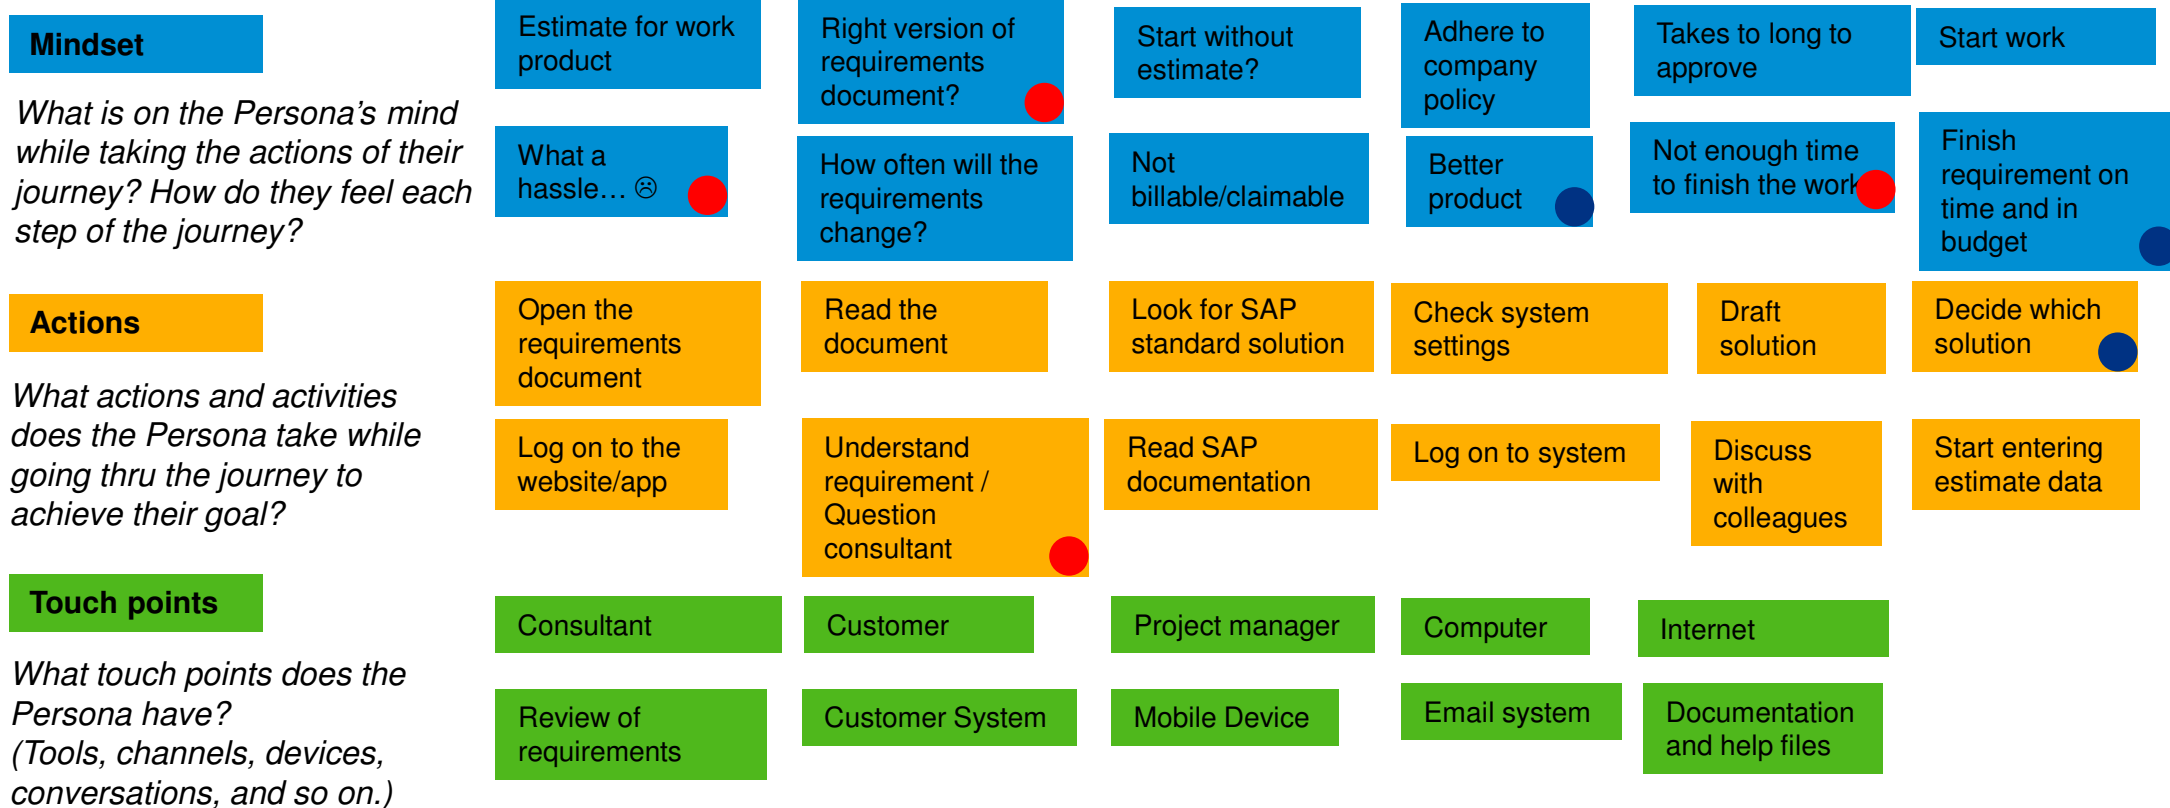 Mindset
What is on the Persona's mind
while taking the actions of their
journey? How do they feel each
step of the journey?
Estimate for work
product
Right version of
requirements
document?
Start without
estimate?
Adhere to
company
policy
Takes to long to
approve
Start work
What a
hassle… ☹
How often will the
requirements
change?
Not
billable/claimable
Better
product
Not enough time
to finish the work
Finish
requirement on
time and in
budget
Actions
What actions and activities
does the Persona take while
going thru the journey to
achieve their goal?
Open the
requirements
document
Read the
document
Look for SAP
standard solution
Check system
settings
Draft
solution
Decide which
solution
Log on to the
website/app
Understand
requirement /
Question
consultant
Read SAP
documentation
Log on to system
Discuss
with
colleagues
Start entering
estimate data
Touch points
What touch points does the
Persona have?
(Tools, channels, devices,
conversations, and so on.)
Consultant
Customer
Project manager
Computer
Internet
Review of
requirements
Customer System
Mobile Device
Email system
Documentation
and help files